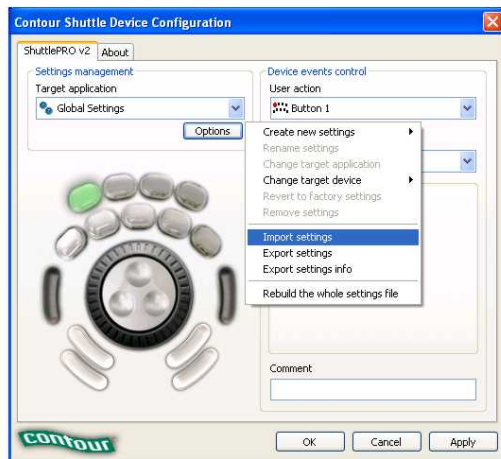 Contour Shuttle Device Configuration
ShuttlePRO v2
About
Settings management
Target application
Global Settings
Options
Device events control
User action
Button 1
Create new settings
Rename settings
Change target application
Change target device
Revert to factory settings
Remove settings
Import settings
Export settings
Export settings info
Rebuild the whole settings file
Comment
contour
OK
Cancel
Apply